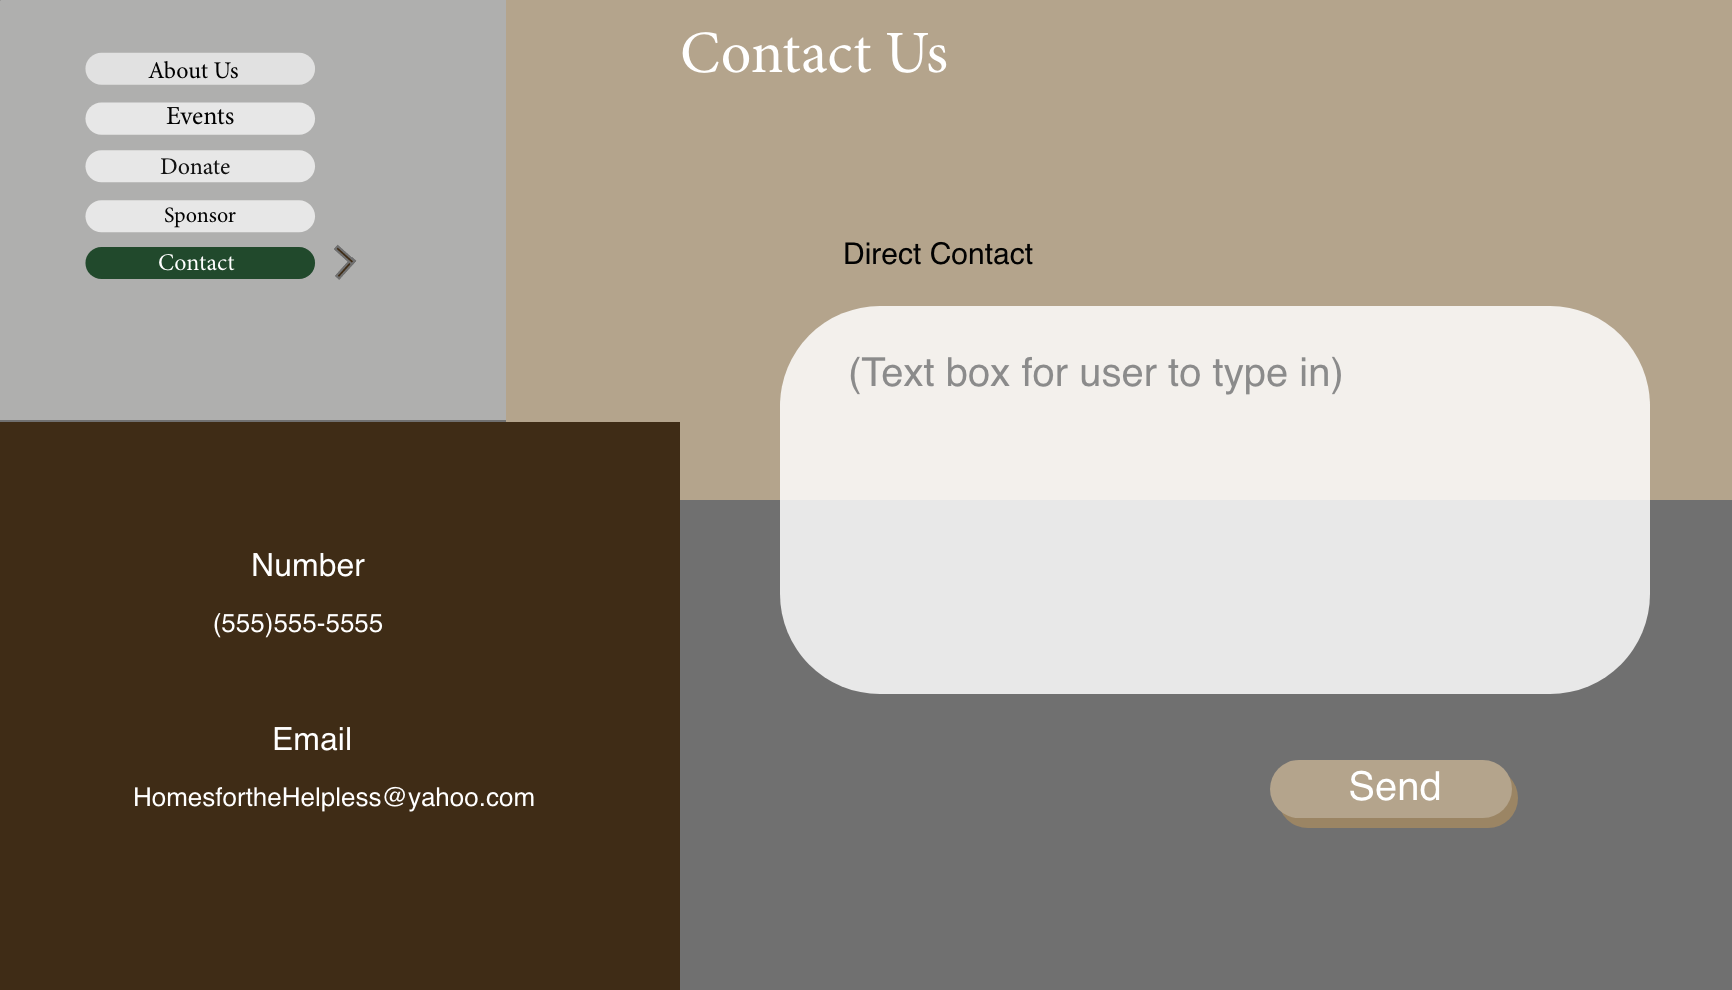 About Us
Events
Donate
Sponsor
Contact
Contact Us
Direct Contact
(Text box for user to type in)
Number
(555)555-5555
Email
HomesfortheHelpless@yahoo.com
Send